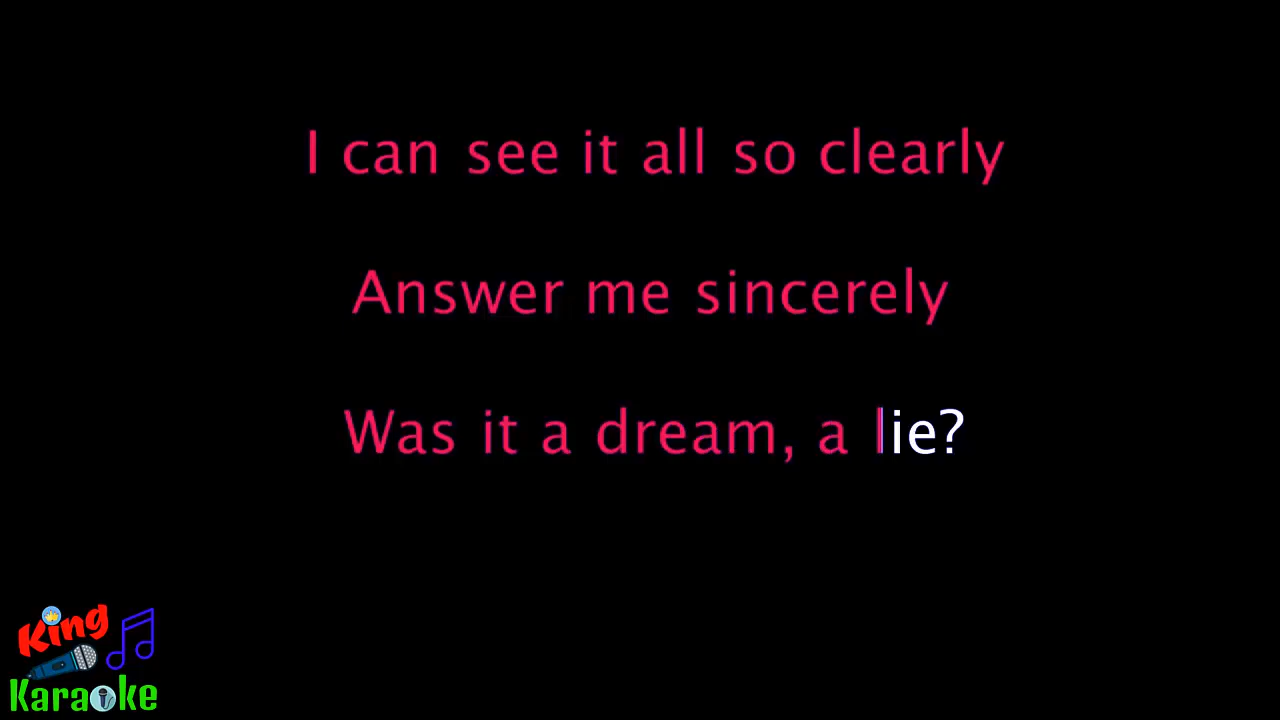 I can see it all so clearly
Answer me sincerely
Was it a dream, a lie?
King
Karaoke